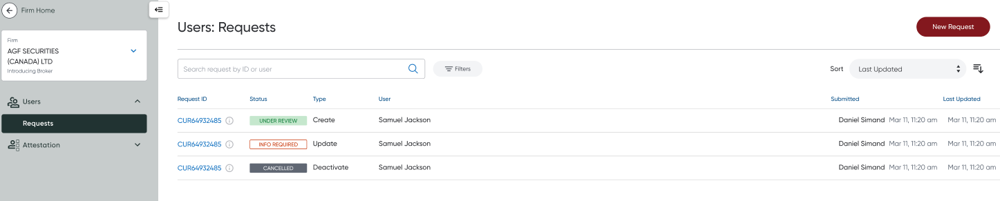 Firm Home
Firm
AGF SECURITIES
(CANADA) LTD
Introducing Broker
Users
Requests
Attestation
Users: Requests
New Request
Search request by ID or user
Filters
Sort
Last Updated
Request ID Status Type User Submitted Last Updated
CUR64932485 UNDER REVIEW Create Samuel Jackson Daniel Simand Mar 11, 11:20 am Mar 11, 11:20 am
CUR64932485 INFO REQUIRED Update Samuel Jackson Daniel Simand Mar 11, 11:20 am Mar 11, 11:20 am
CUR64932485 CANCELLED Deactivate Samuel Jackson Daniel Simand Mar 11, 11:20 am Mar 11, 11:20 am